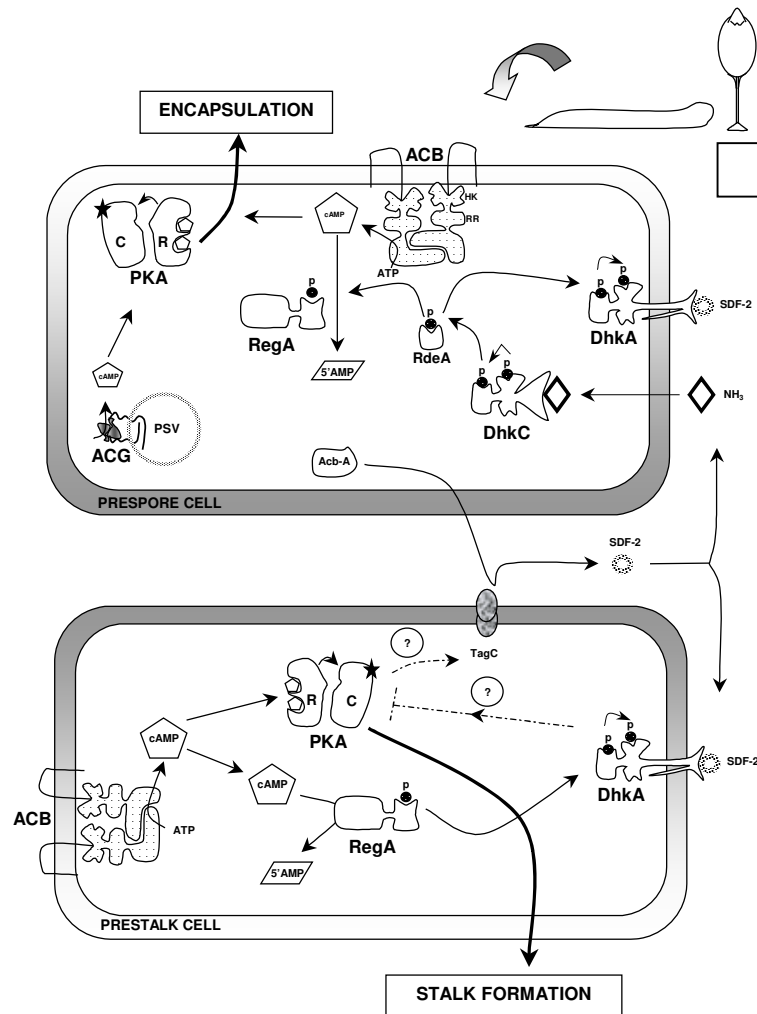 ENCAPSULATION
ACB
HK
RR
cAMP
C
R
PKA
ATP
p
p
p
SDF-2
DhkA
RegA
p
RdeA
5'AMP
p
p
cAMP
NH₃
DhkC
PSV
ACG
Acb-A
PRESPORE CELL
SDF-2
?
TagC
R
C
?
PKA
cAMP
p
p
SDF-2
DhkA
cAMP
p
ACB
ATP
RegA
5'AMP
PRESTALK CELL
STALK FORMATION